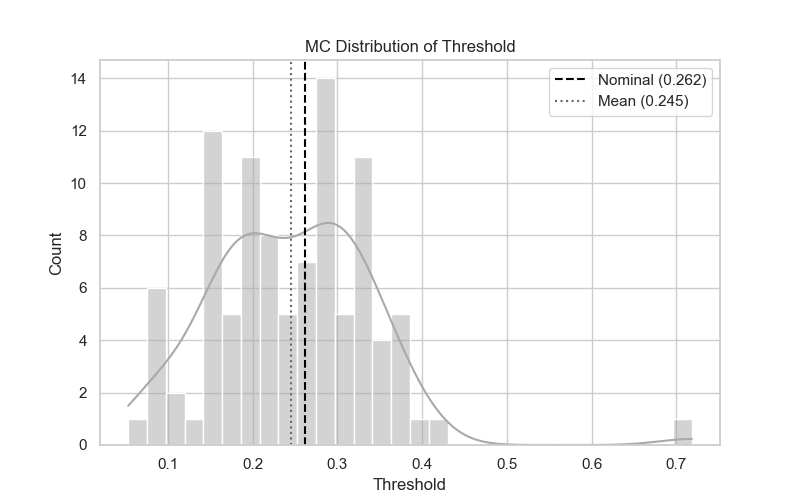 MC Distribution of Threshold
14
12
10
8
6
4
2
0
Count
Nominal (0.262)
Mean (0.245)
0.1 0.2 0.3 0.4 0.5 0.6 0.7
Threshold